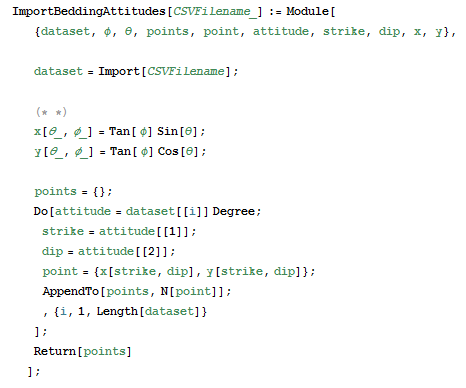 ImportBeddingAttitudes[CSVFilename_] := Module[
{dataset, ϕ, θ, points, point, attitude, strike, dip, x, y},
dataset = Import[CSVFilename];
(* *)
x[θ_, ϕ_] = Tan[ϕ] Sin[θ];
y[θ_, ϕ_] = Tan[ϕ] Cos[θ];
points = {};
Do[attitude = dataset[[i]] Degree;
strike = attitude[[1]];
dip = attitude[[2]];
point = {x[strike, dip], y[strike, dip]};
AppendTo[points, N[point]];
, {i, 1, Length[dataset]}
];
Return[points]
];